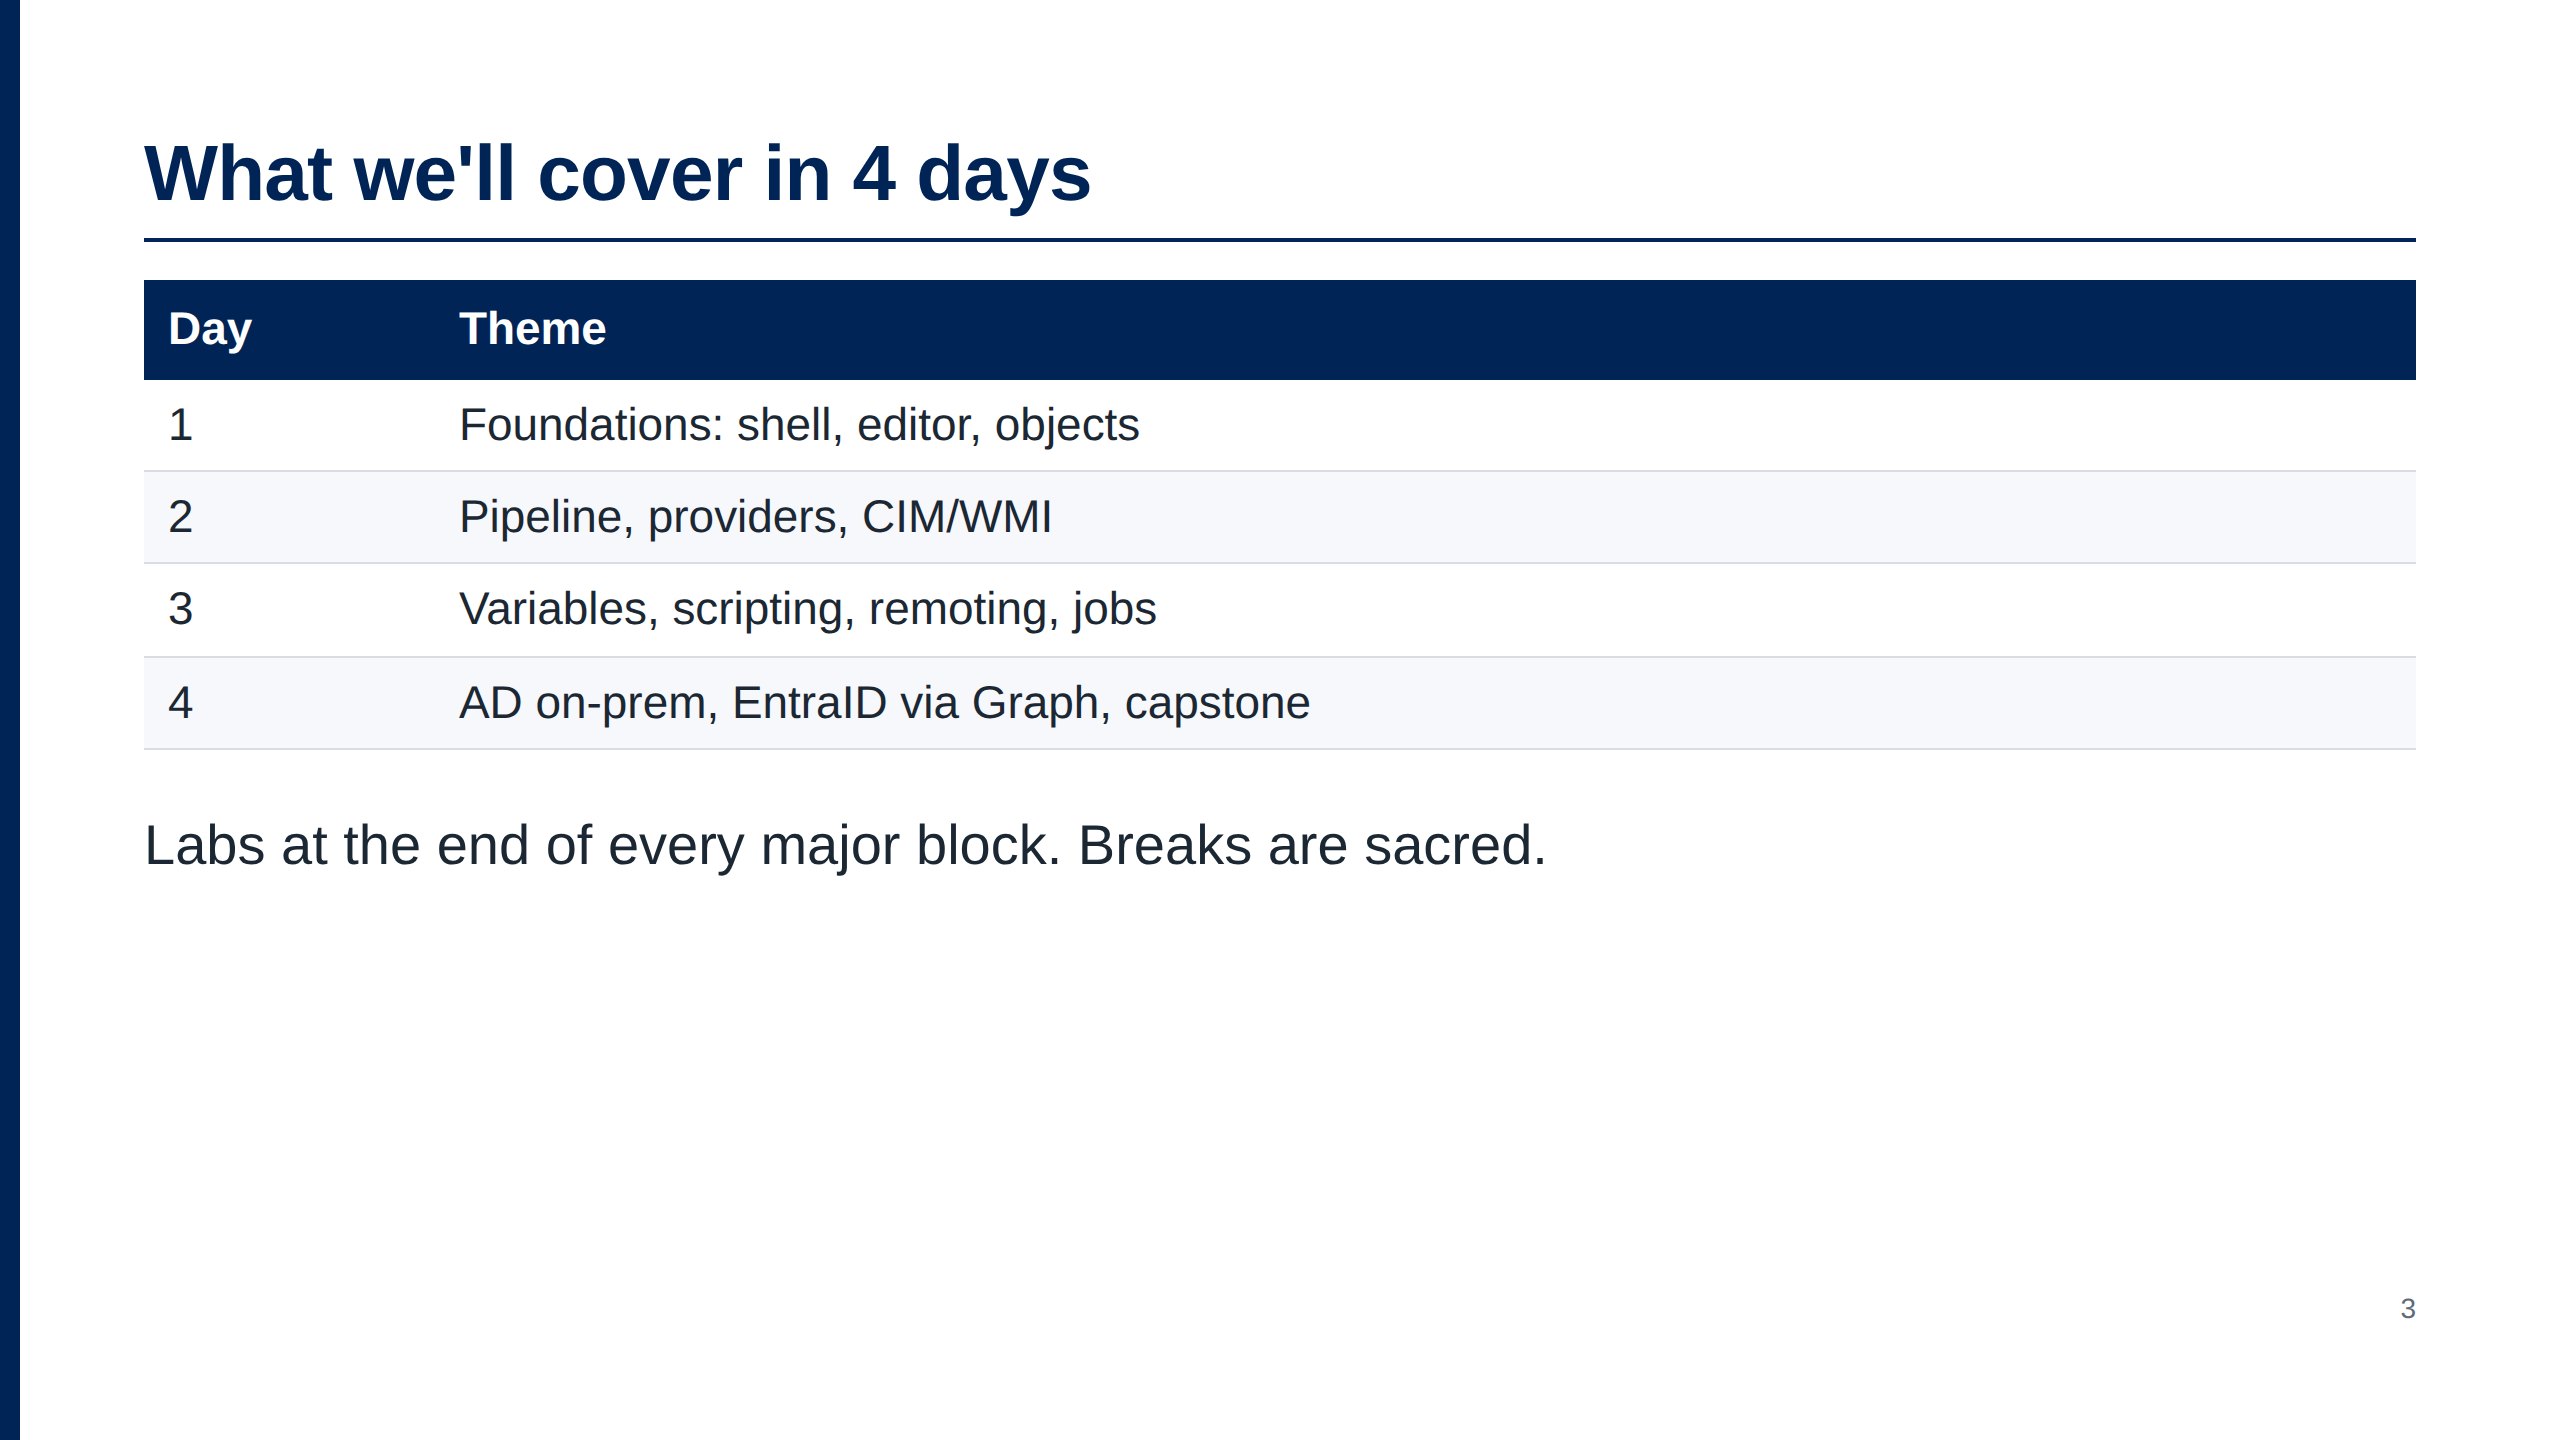 What we'll cover in 4 days
Day Theme
1 Foundations: shell, editor, objects
2 Pipeline, providers, CIM/WMI
3 Variables, scripting, remoting, jobs
4 AD on-prem, EntraID via Graph, capstone
Labs at the end of every major block. Breaks are sacred.
3